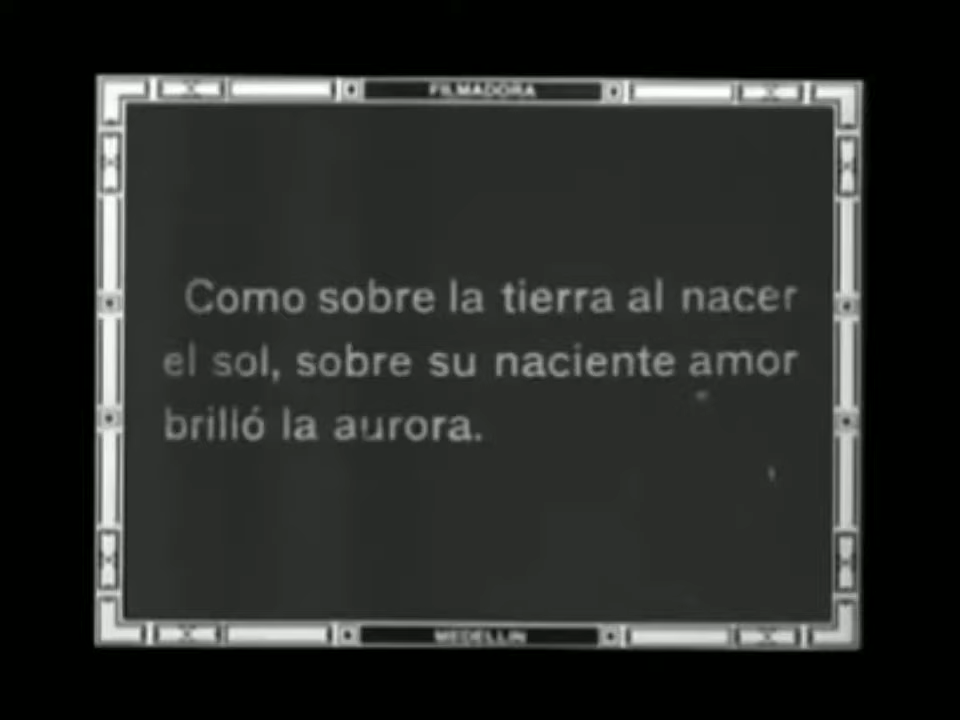 FILMADORA
Como sobre la tierra al nacer
el sol, sobre su naciente amor
brilló la aurora.
MEDELLIN